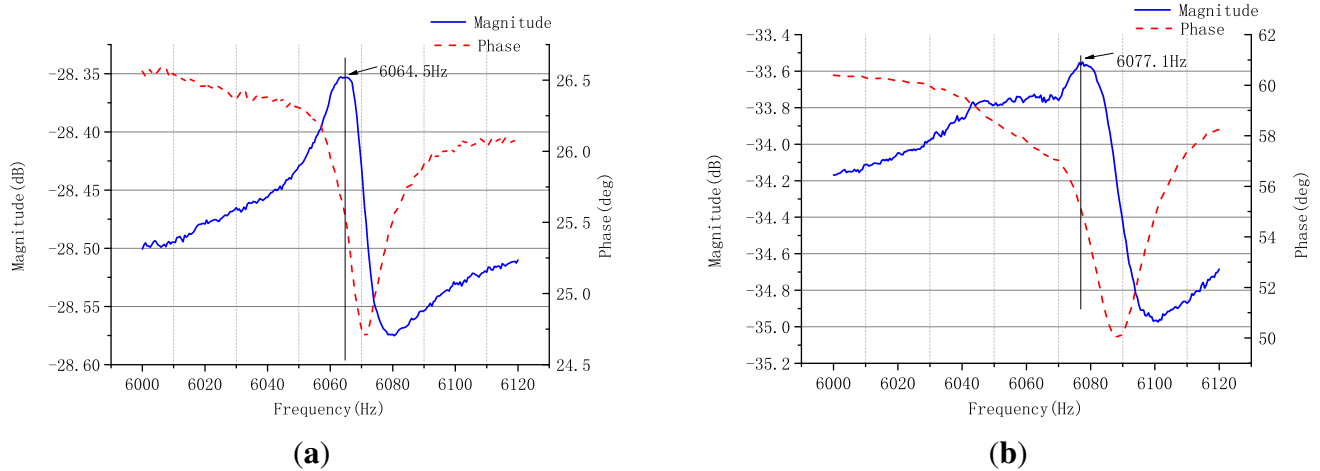 Magnitude
Phase
6064.5Hz
-28.35
-28.40
-28.45
-28.50
-28.55
-28.60
Magnitude(dB)
26.5
26.0
25.5
25.0
24.5
Phase(deg)
6000 6020 6040 6060 6080 6100 6120
Frequency(Hz)
(a)
Magnitude
Phase
6077.1Hz
-33.4
-33.6
-33.8
-34.0
-34.2
-34.4
-34.6
-34.8
-35.0
-35.2
Magnitude(dB)
62
60
58
56
54
52
50
Phase(deg)
6000 6020 6040 6060 6080 6100 6120
Frequency(Hz)
(b)